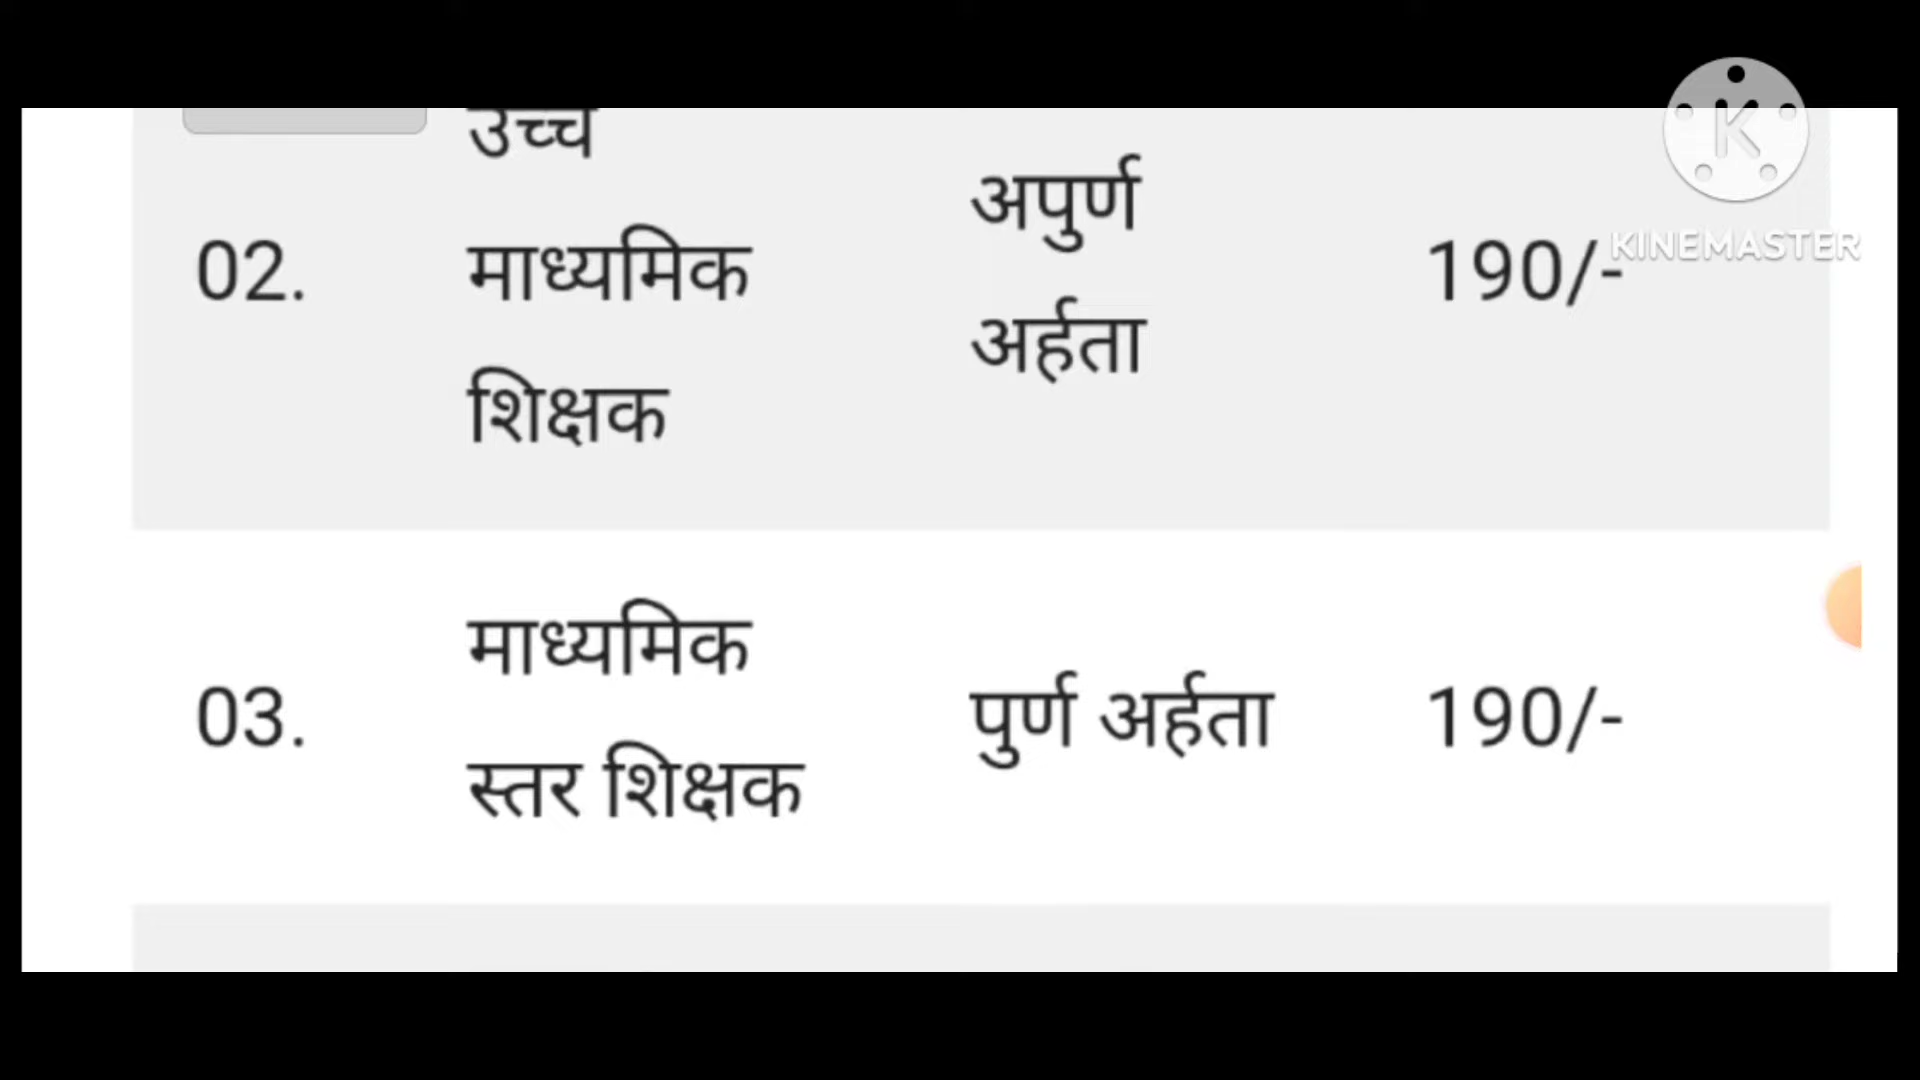 उच्च
02. माध्यमिक शिक्षक
अपुर्ण
अर्हता
190/-
03. माध्यमिक
स्तर शिक्षक
पुर्ण अर्हता
190/-
K
KINEMASTER